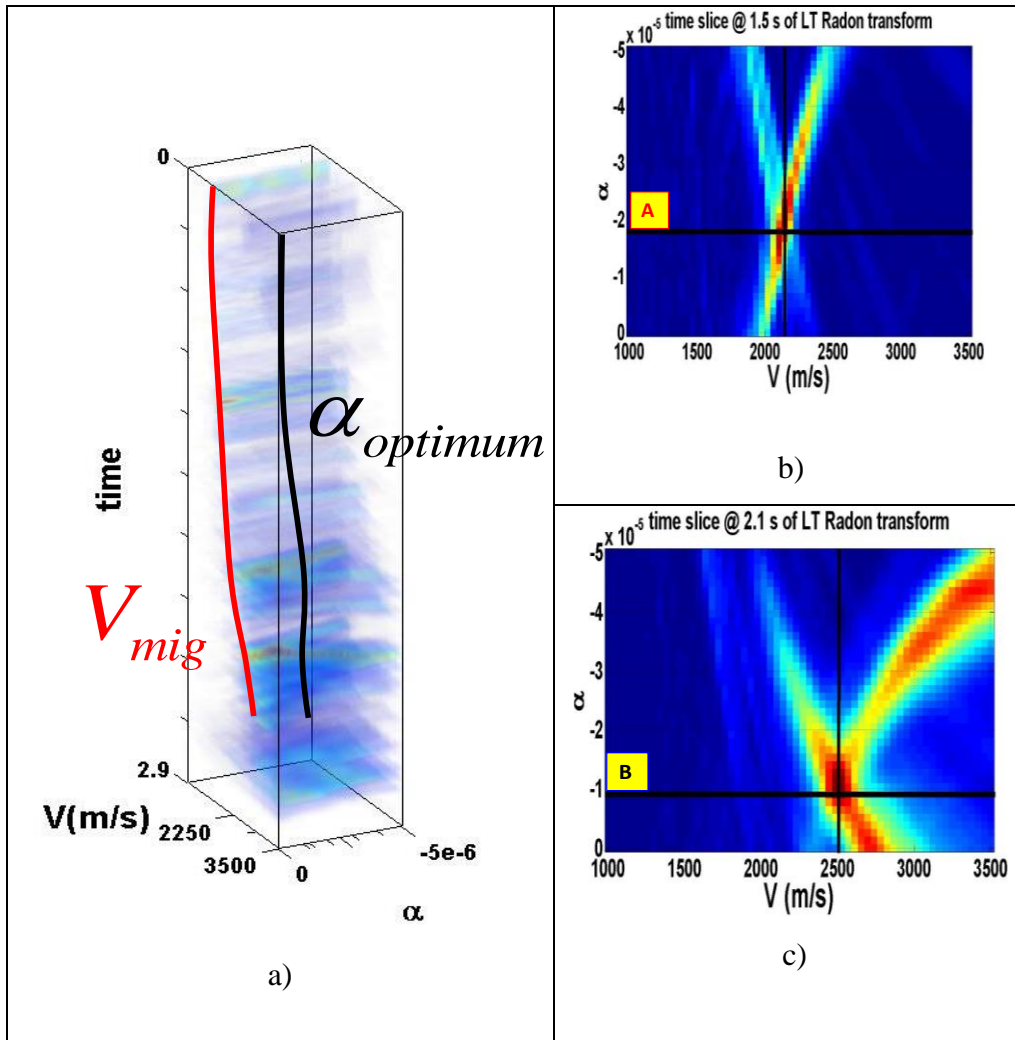 0
time
α optimum
V mig
2.9
V(m/s)
2250
3500
0
-5e-6
α
a)
x 10⁻⁵ time slice @ 1.5 s of LT Radon transform
-5
-4
-3
α
A
-2
-1
0
1000 2000 2500 3000 3500
V (m/s)
b)
x 10⁻⁵ time slice @ 2.1 s of LT Radon transform
-5
-4
-3
α
-2
B
-1
0
1000 1500 2000 2500 3000 3500
V (m/s)
c)